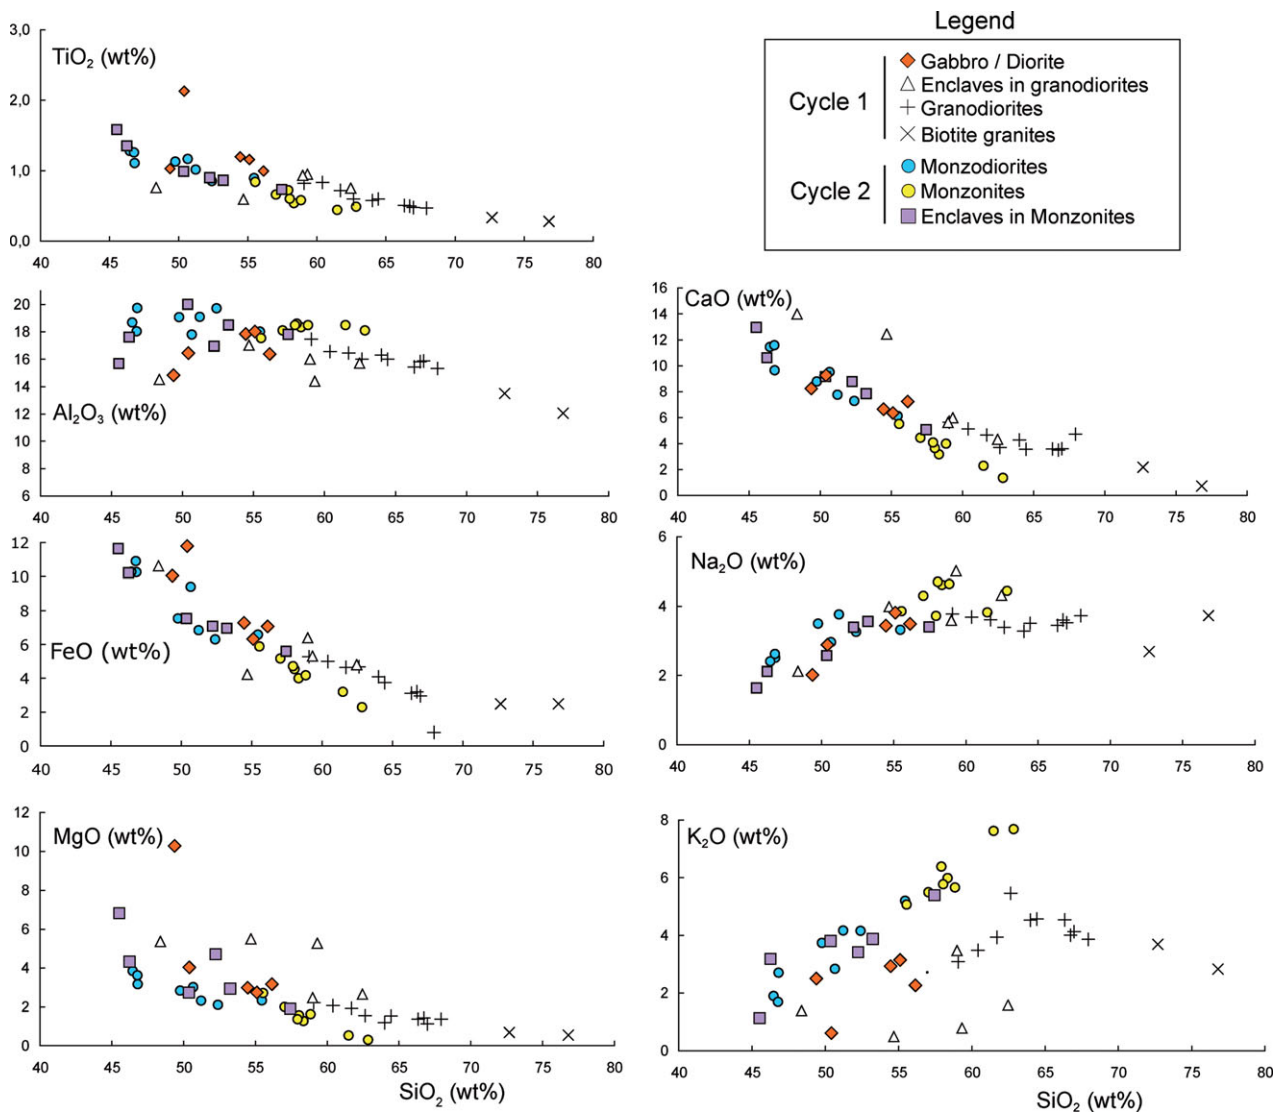 Legend
Cycle 1
Gabbro / Diorite
Enclaves in granodiorites
Granodiorites
Biotite granites
Cycle 2
Monzodiorites
Monzonites
Enclaves in Monzonites
TiO₂ (wt%)
3,0
2,0
1,0
0,0
40 45 50 55 60 65 70 75 80
Al₂O₃ (wt%)
20
18
16
14
12
10
8
6
40 45 50 55 60 65 70 75 80
CaO (wt%)
16
14
12
10
8
6
4
2
0
40 45 50 55 60 65 70 75 80
FeO (wt%)
12
10
8
6
4
2
0
40 45 50 55 60 65 70 75 80
Na₂O (wt%)
6
4
2
0
40 45 50 55 60 65 70 75 80
MgO (wt%)
12
10
8
6
4
2
0
40 45 50 55 60 65 70 75 80
SiO₂ (wt%)
K₂O (wt%)
8
6
4
2
0
40 45 50 55 60 65 70 75 80
SiO₂ (wt%)